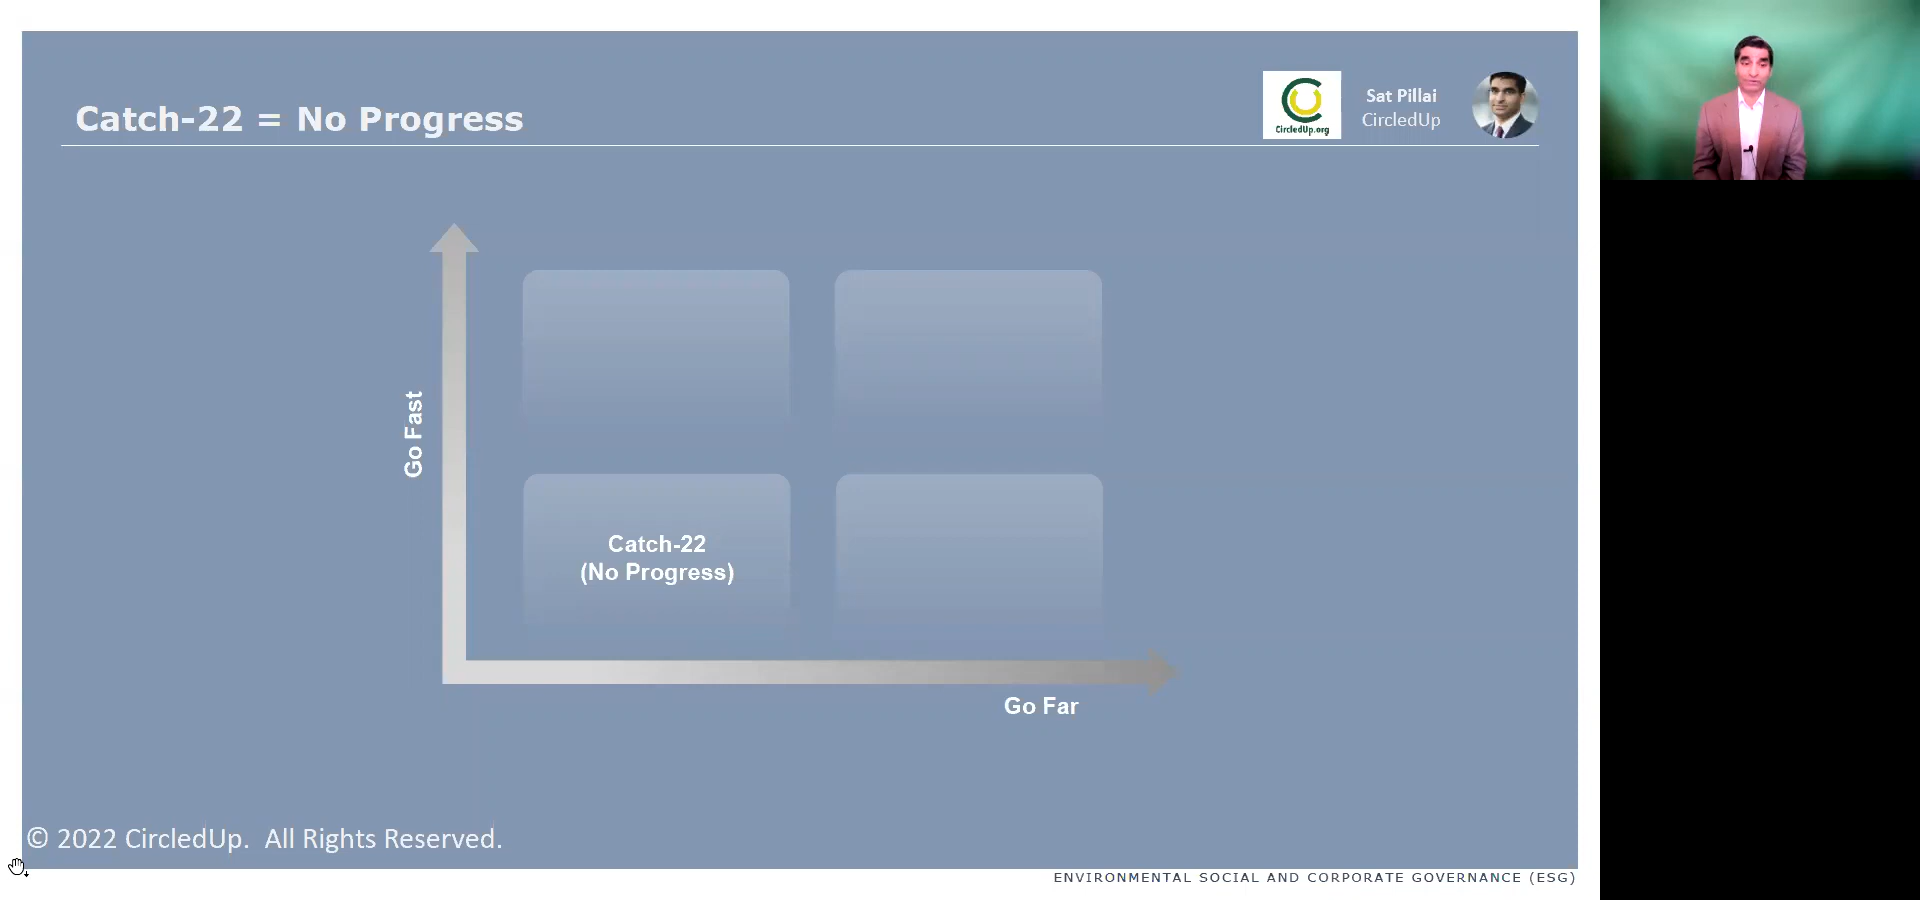 Catch-22 = No Progress
CircledUp.org
Sat Pillai
CircledUp
Go Fast
Catch-22
(No Progress)
Go Far
© 2022 CircledUp.  All Rights Reserved.
ENVIRONMENTAL SOCIAL AND CORPORATE GOVERNANCE (ESG)